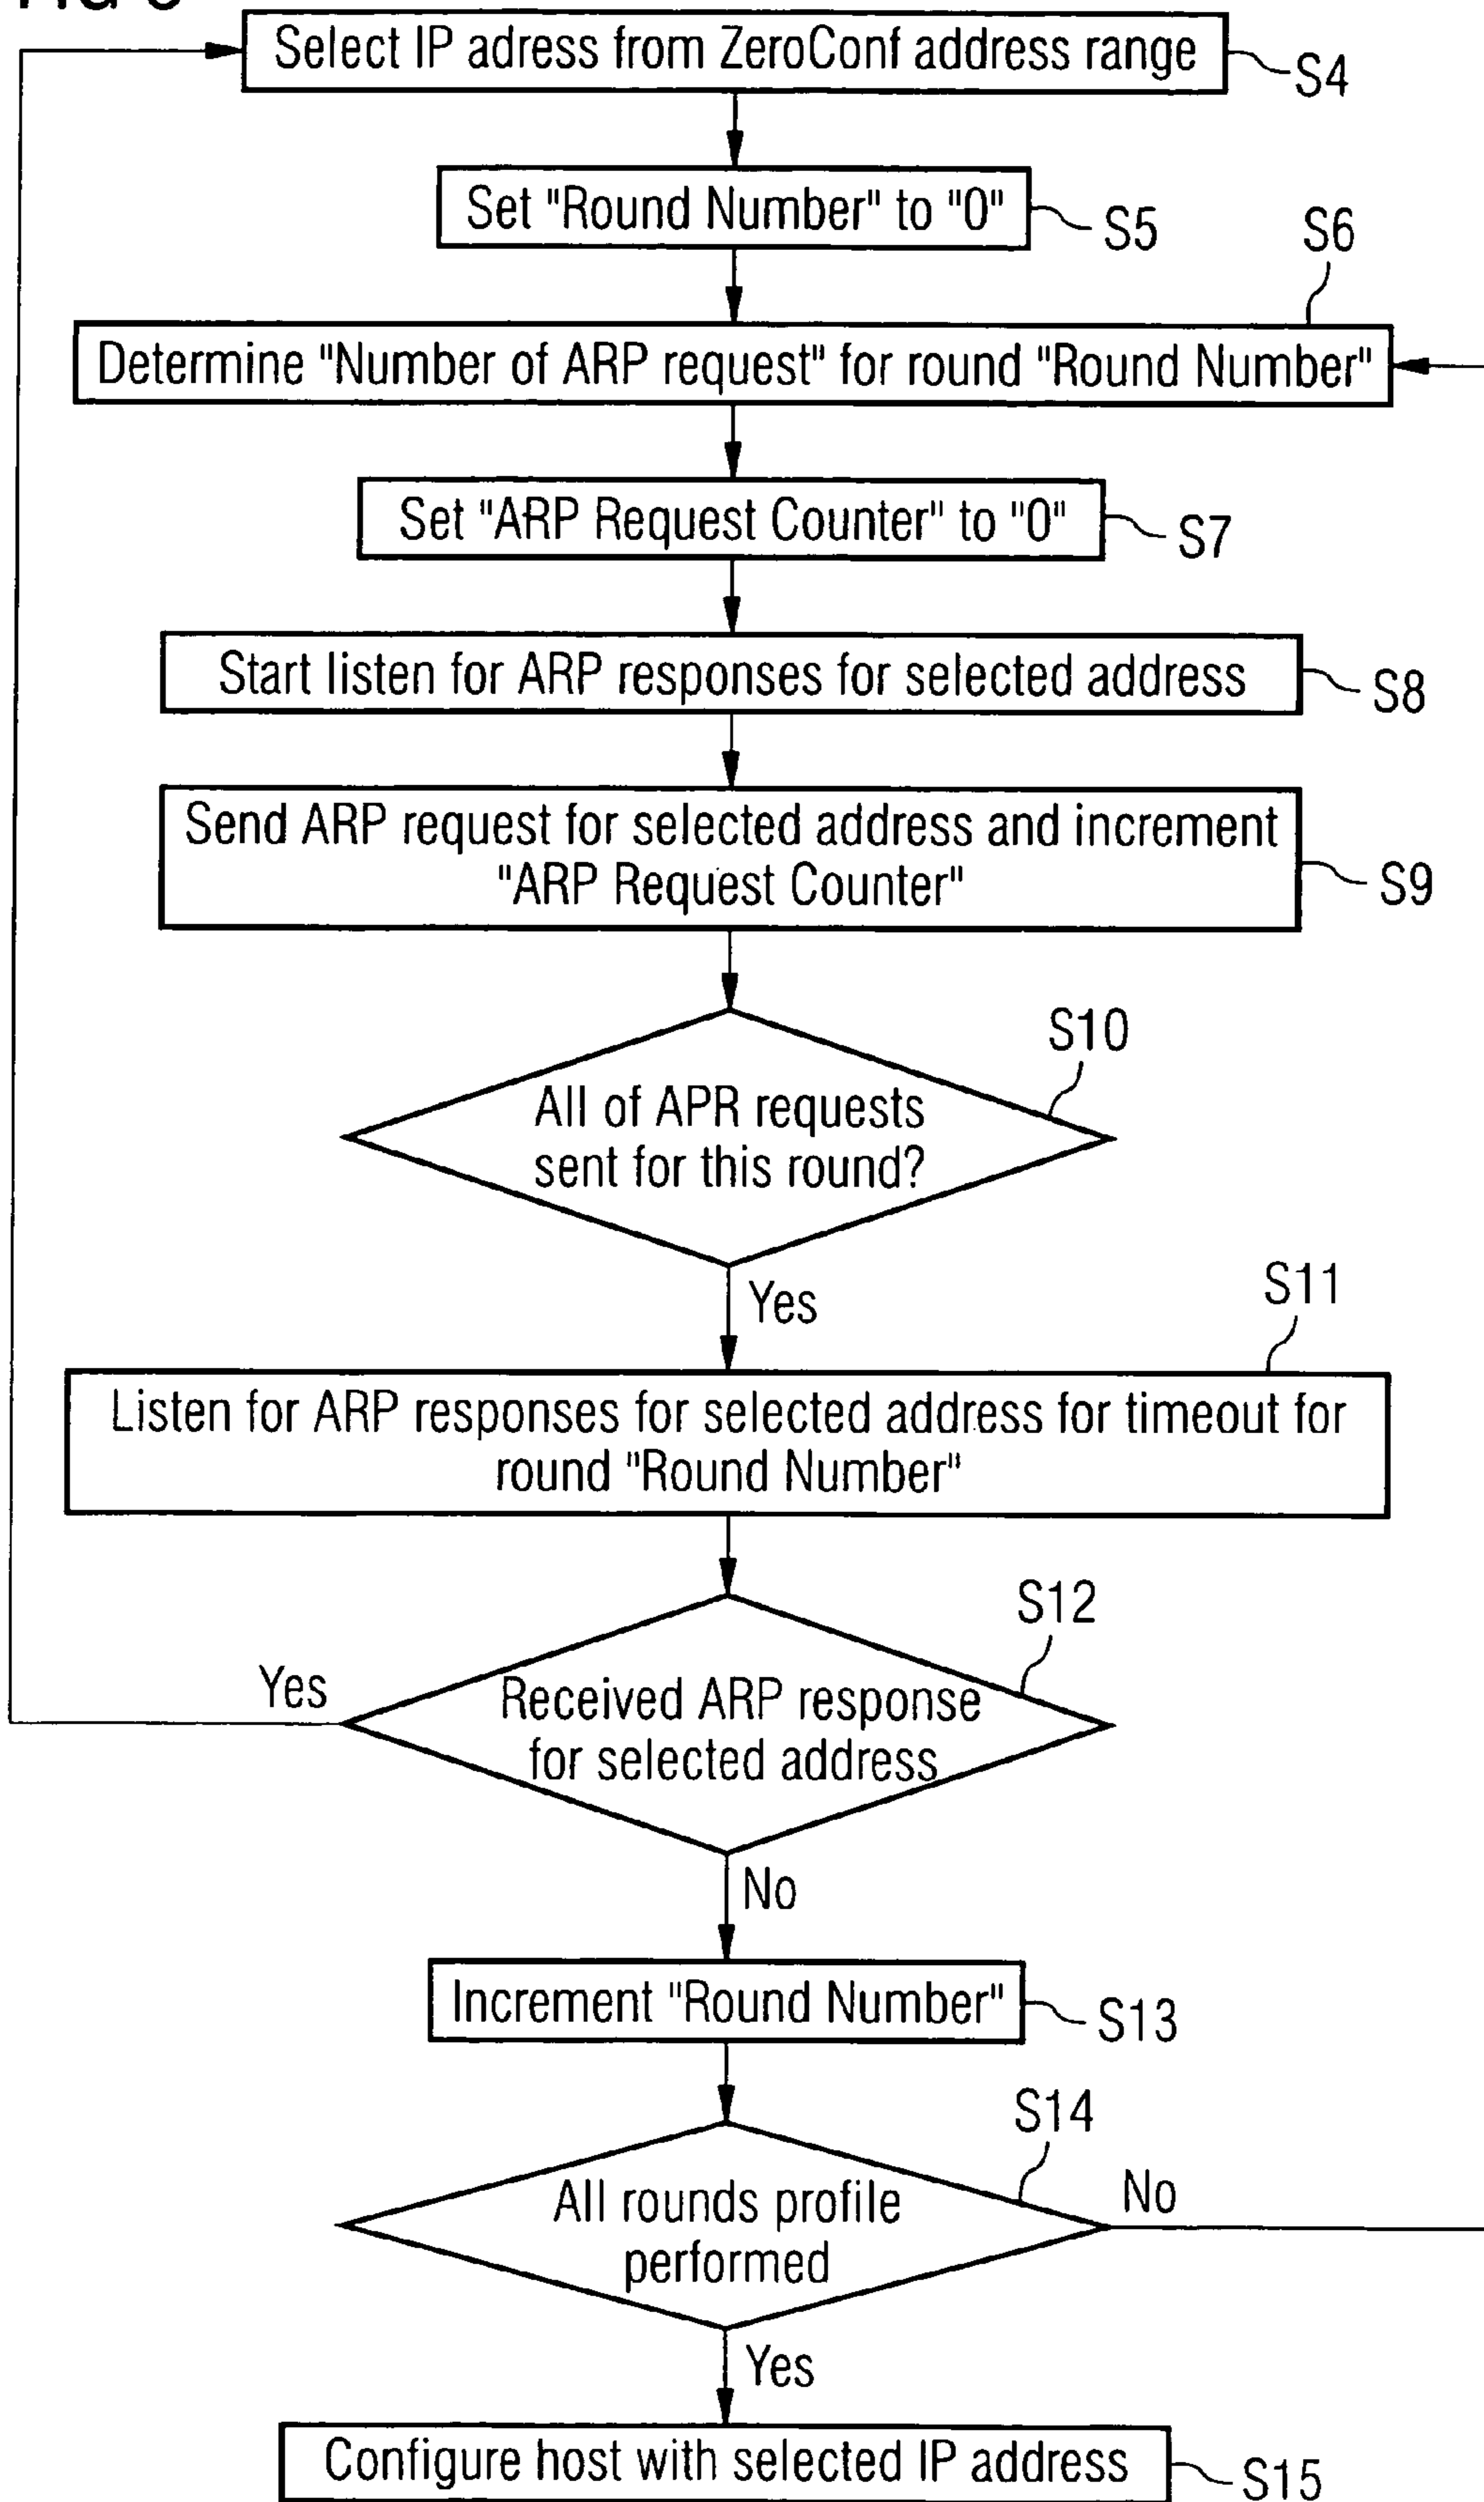 Select IP adress from ZeroConf address range
S4
Set "Round Number" to "0"
S5
S6
Determine "Number of ARP request" for round "Round Number"
Set "ARP Request Counter" to "0"
S7
Start listen for ARP responses for selected address
S8
Send ARP request for selected address and increment
"ARP Request Counter"
S9
S10
All of APR requests
sent for this round?
Yes
S11
Listen for ARP responses for selected address for timeout for
round "Round Number"
S12
Yes
Received ARP response
for selected address
No
Increment "Round Number"
S13
S14
All rounds profile
performed
No
Yes
Configure host with selected IP address
S15